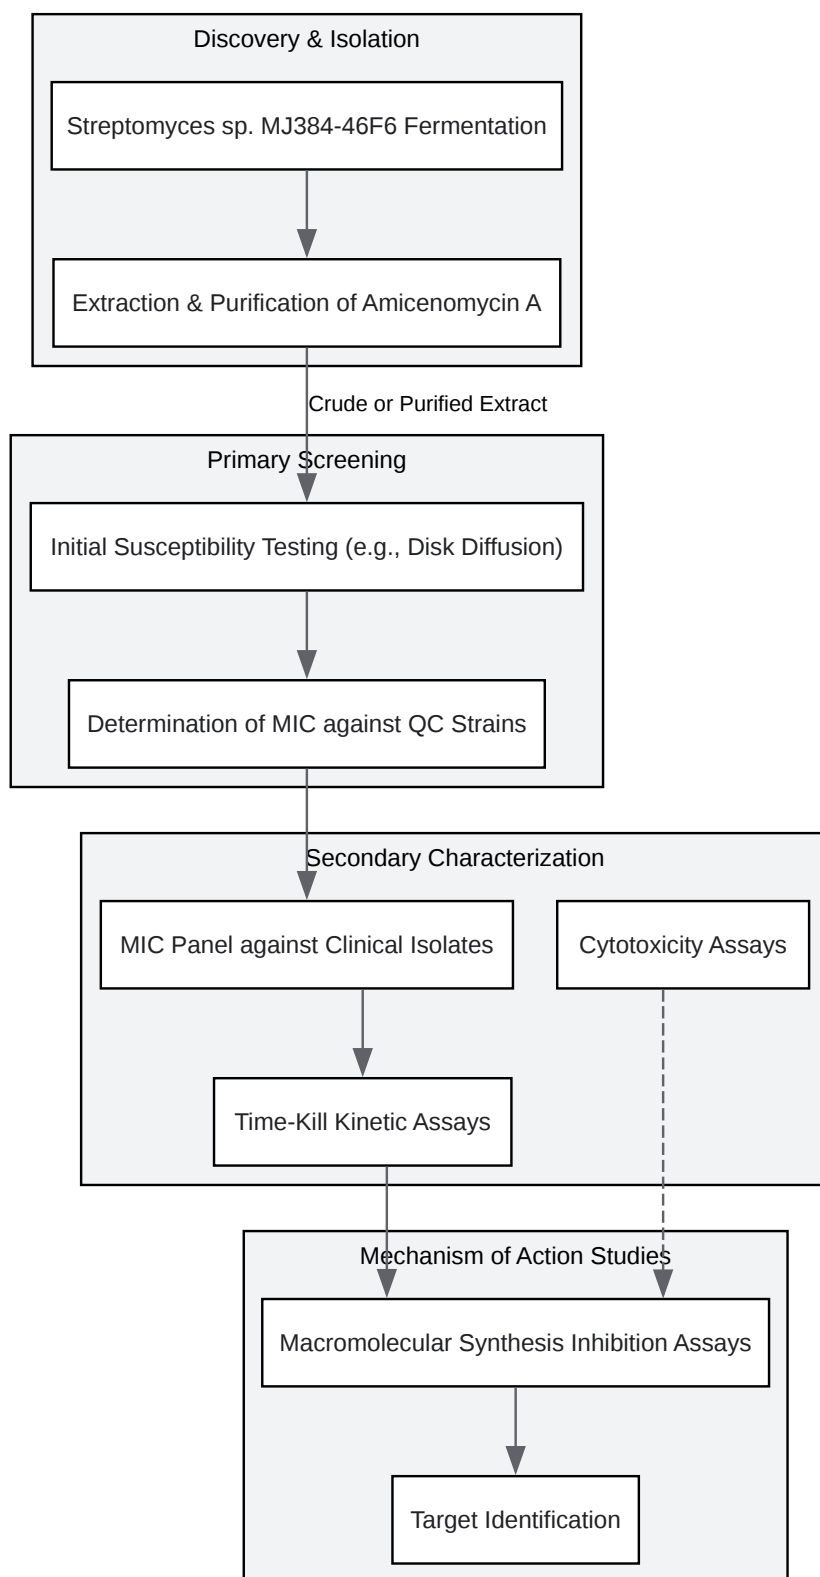 Discovery & Isolation
Streptomyces sp. MJ384-46F6 Fermentation
Extraction & Purification of Amicenomycin A
Crude or Purified Extract
Primary Screening
Initial Susceptibility Testing (e.g., Disk Diffusion)
Determination of MIC against QC Strains
Secondary Characterization
MIC Panel against Clinical Isolates
Cytotoxicity Assays
Time-Kill Kinetic Assays
Mechanism of Action Studies
Macromolecular Synthesis Inhibition Assays
Target Identification